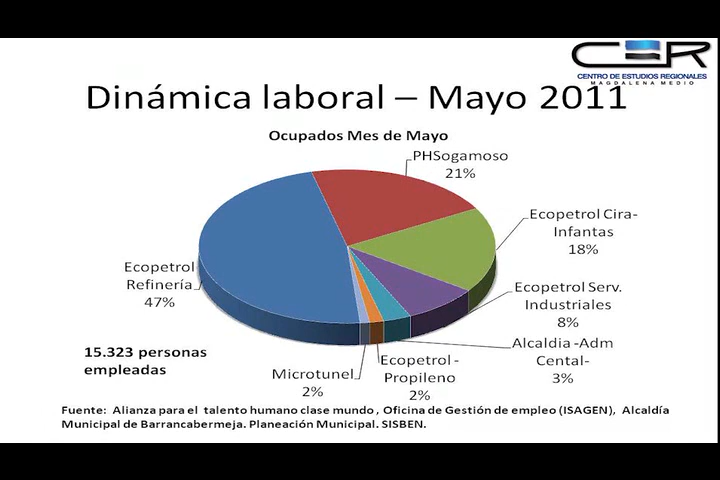 CER
CENTRO DE ESTUDIOS REGIONALES
MAGDALENA MEDIO
Dinámica laboral – Mayo 2011
Ocupados Mes de Mayo
PHSogamoso
21%
Ecopetrol Cira-
Infantas
18%
Ecopetrol
Refinería
47%
Ecopetrol Serv.
Industriales
8%
Alcaldia -Adm
Cental-
3%
Ecopetrol -
Propileno
2%
Microtunel
2%
15.323 personas
empleadas
Fuente: Alianza para el talento humano clase mundo , Oficina de Gestión de empleo (ISAGEN), Alcaldía
Municipal de Barrancabermeja. Planeación Municipal. SISBEN.